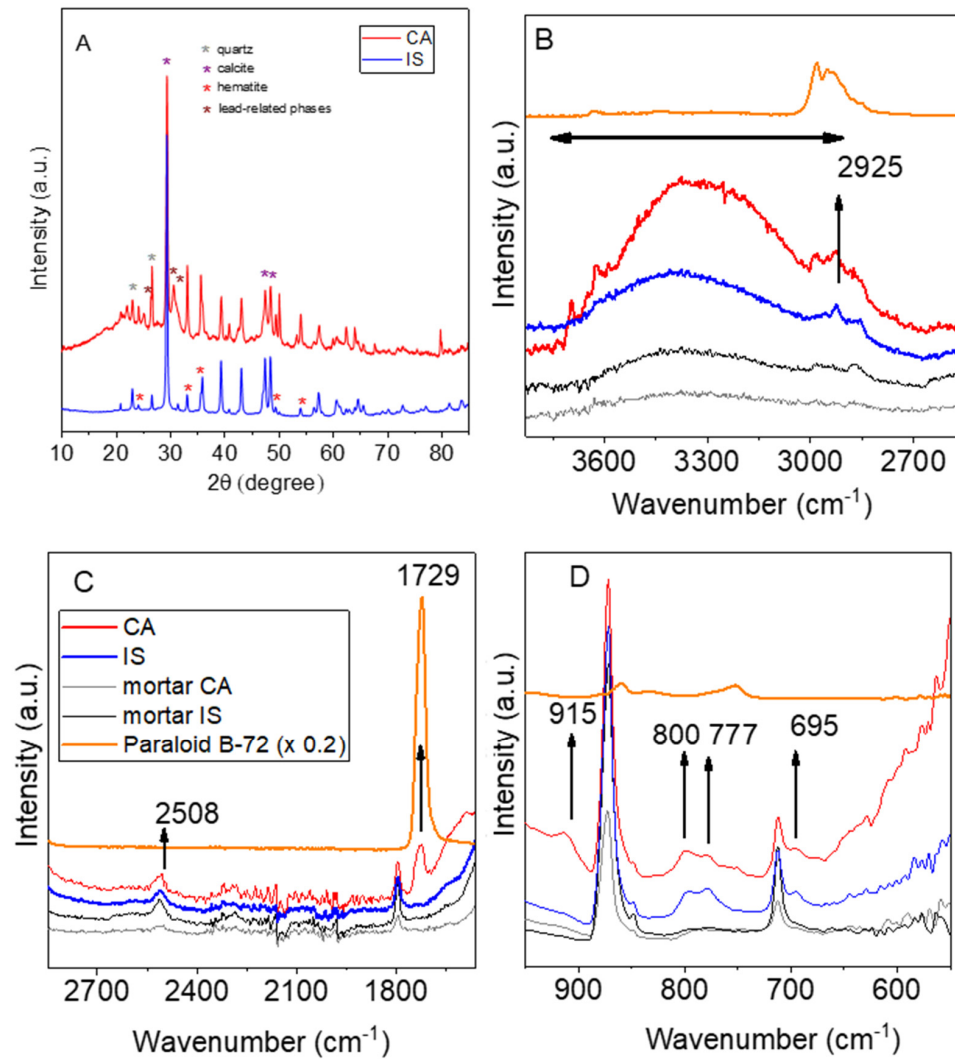 A
* quartz
* calcite
* hematite
* lead-related phases
CA
IS
* *
*
*
*
*
*
* *
*
*
*
*
*
Intensity (a.u.)
10 20 30 40 50 60 70 80
2θ (degree)
B
2925
Intensity (a.u.)
3600 3300 3000 2700
Wavenumber (cm-1)
C
1729
CA
IS
mortar CA
mortar IS
Paraloid B-72 (x 0.2)
2508
Intensity (a.u.)
2700 2400 2100 1800
Wavenumber (cm-1)
D
915
800 777 695
Intensity (a.u.)
900 800 700 600
Wavenumber (cm-1)